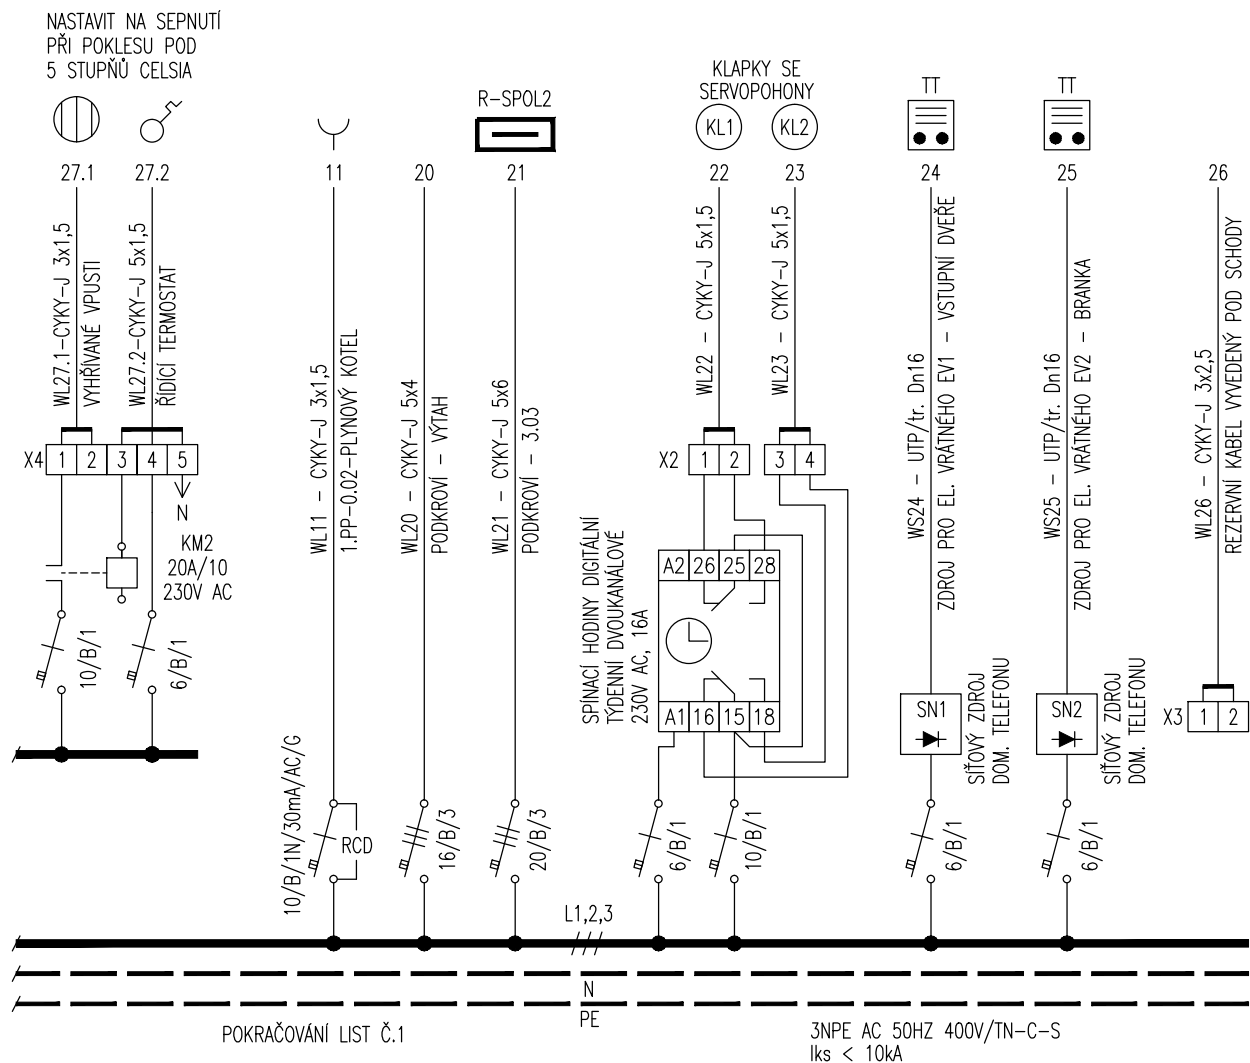 NASTAVIT NA SEPNUTÍ
PŘI POKLESU POD
5 STUPŇŮ CELSIA
R-SPOL2
KLAPKY SE
SERVOPOHONY
KL1
KL2
TT
TT
27.1
27.2
11
20
21
22
23
24
25
26
WL27.1-CYKY-J 3x1,5
VYHŘÍVANÉ VPUSTI
WL27.2-CYKY-J 5x1,5
ŘÍDÍCÍ TERMOSTAT
WL11 - CYKY-J 3x1,5
1.PP-0.02-PLYNOVÝ KOTEL
WL20 - CYKY-J 5x4
PODKROVÍ - VÝTAH
WL21 - CYKY-J 5x6
PODKROVÍ - 3.03
WL22 - CYKY-J 5x1,5
WL23 - CYKY-J 5x1,5
WS24 - UTP/tr. Dn16
ZDROJ PRO EL. VRÁTNÉHO EV1 - VSTUPNÍ DVEŘE
WS25 - UTP/tr. Dn16
ZDROJ PRO EL. VRÁTNÉHO EV2 - BRANKA
WL26 - CYKY-J 3x2,5
REZERVNÍ KABEL VYVEDENÝ POD SCHODY
X4 1 2 3 4 5
N
KM2
20A/10
230V AC
10/B/1
6/B/1
X2 1 2 3 4
SPÍNACÍ HODINY DIGITÁLNÍ
TÝDENNÍ DVOUKANÁLOVÉ
230V AC, 16A
A2 26 25 28
A1 16 15 18
SN1
SÍŤOVÝ ZDROJ
DOM. TELEFONU
SN2
SÍŤOVÝ ZDROJ
DOM. TELEFONU
X3 1 2
10/B/1N/30mA/AC/G
RCD
16/B/3
20/B/3
6/B/1
10/B/1
6/B/1
6/B/1
L1,2,3
N
PE
POKRAČOVÁNÍ LIST Č.1
3NPE AC 50HZ 400V/TN-C-S
Iks < 10kA